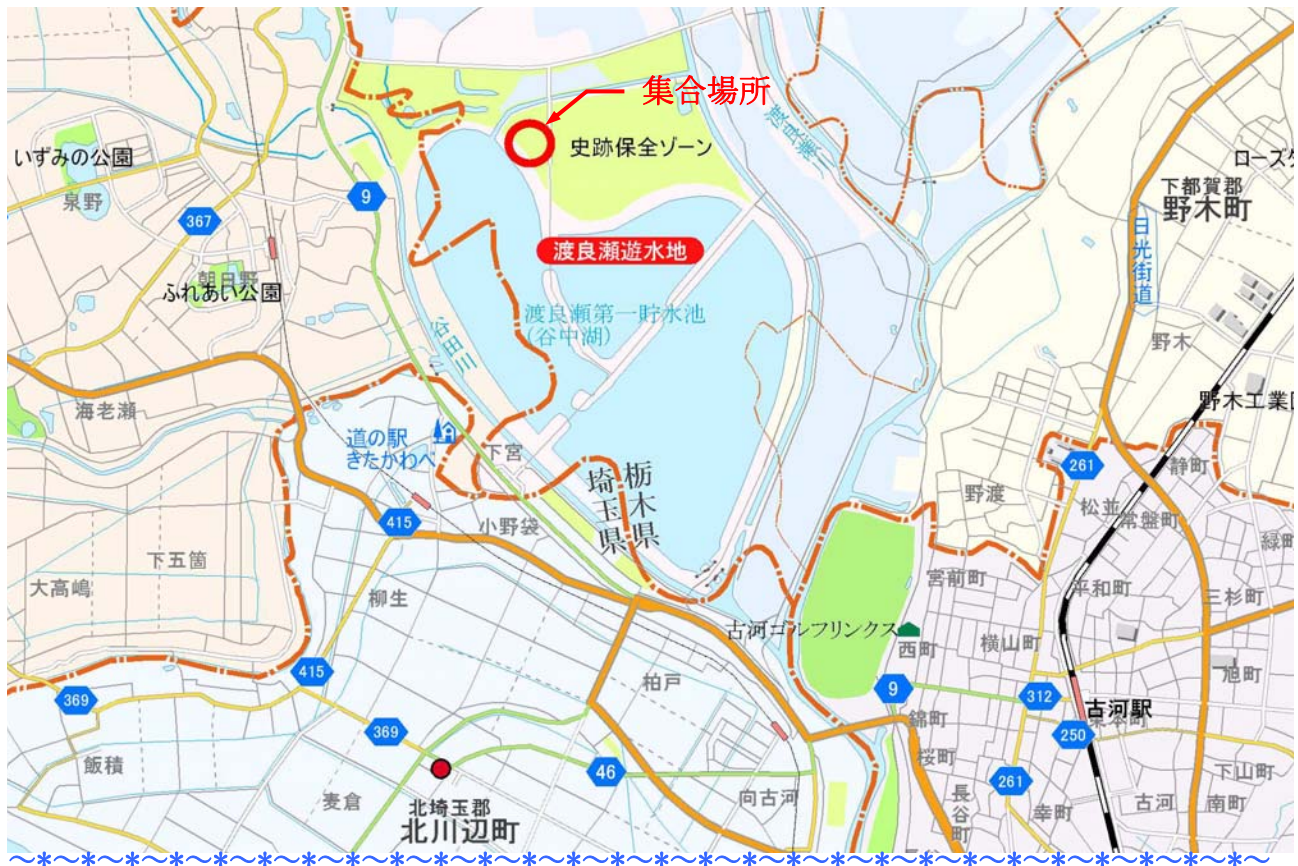 集合場所
史跡保全ゾーン
渡良瀬川
いずみの公園
泉野
ローズタ
下都賀郡
野木町
9
367
日光街道
渡良瀬遊水地
朝日野
ふれあい公園
渡良瀬第一貯水池
(谷中湖)
谷田川
野木
海老瀬
野木工業団
道の駅
きたかわべ
下宮
261
静町
栃木県
埼玉県
野渡
松並
常盤町
415
小野袋
緑町
下五箇
大高嶋
柳生
宮前町
平和町
三杉町
古河ゴルフリンクス
西町
横山町
415
柏戸
旭町
369
9
312
古河駅
錦町
本町
250
369
46
桜町
飯積
261
下山町
麦倉
北埼玉郡
北川辺町
向古河
長谷町
幸町
古河
南町
~*~*~*~*~*~*~*~*~*~*~*~*~*~*~*~*~*~*~*~*~*~*~*~*~*~*~*~*~*~